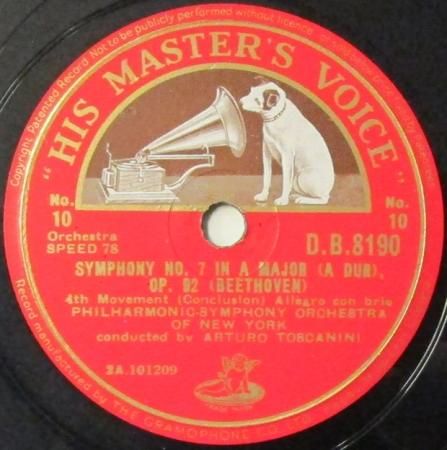 Copyright. Patented Record. Not to be publicly performed without licence.
"HIS MASTER'S VOICE"
No.
10
No.
10
Orchestra
SPEED 78
D.B.8190
SYMPHONY NO. 7 IN A MAJOR (A DUR),
OP. 92 (BEETHOVEN)
4th Movement (Conclusion) Allegro con brio
PHILHARMONIC-SYMPHONY ORCHESTRA
OF NEW YORK
conducted by ARTURO TOSCANINI
2A.101209
TRADE MARK
Record manufactured by THE GRAMOPHONE CO. LTD.